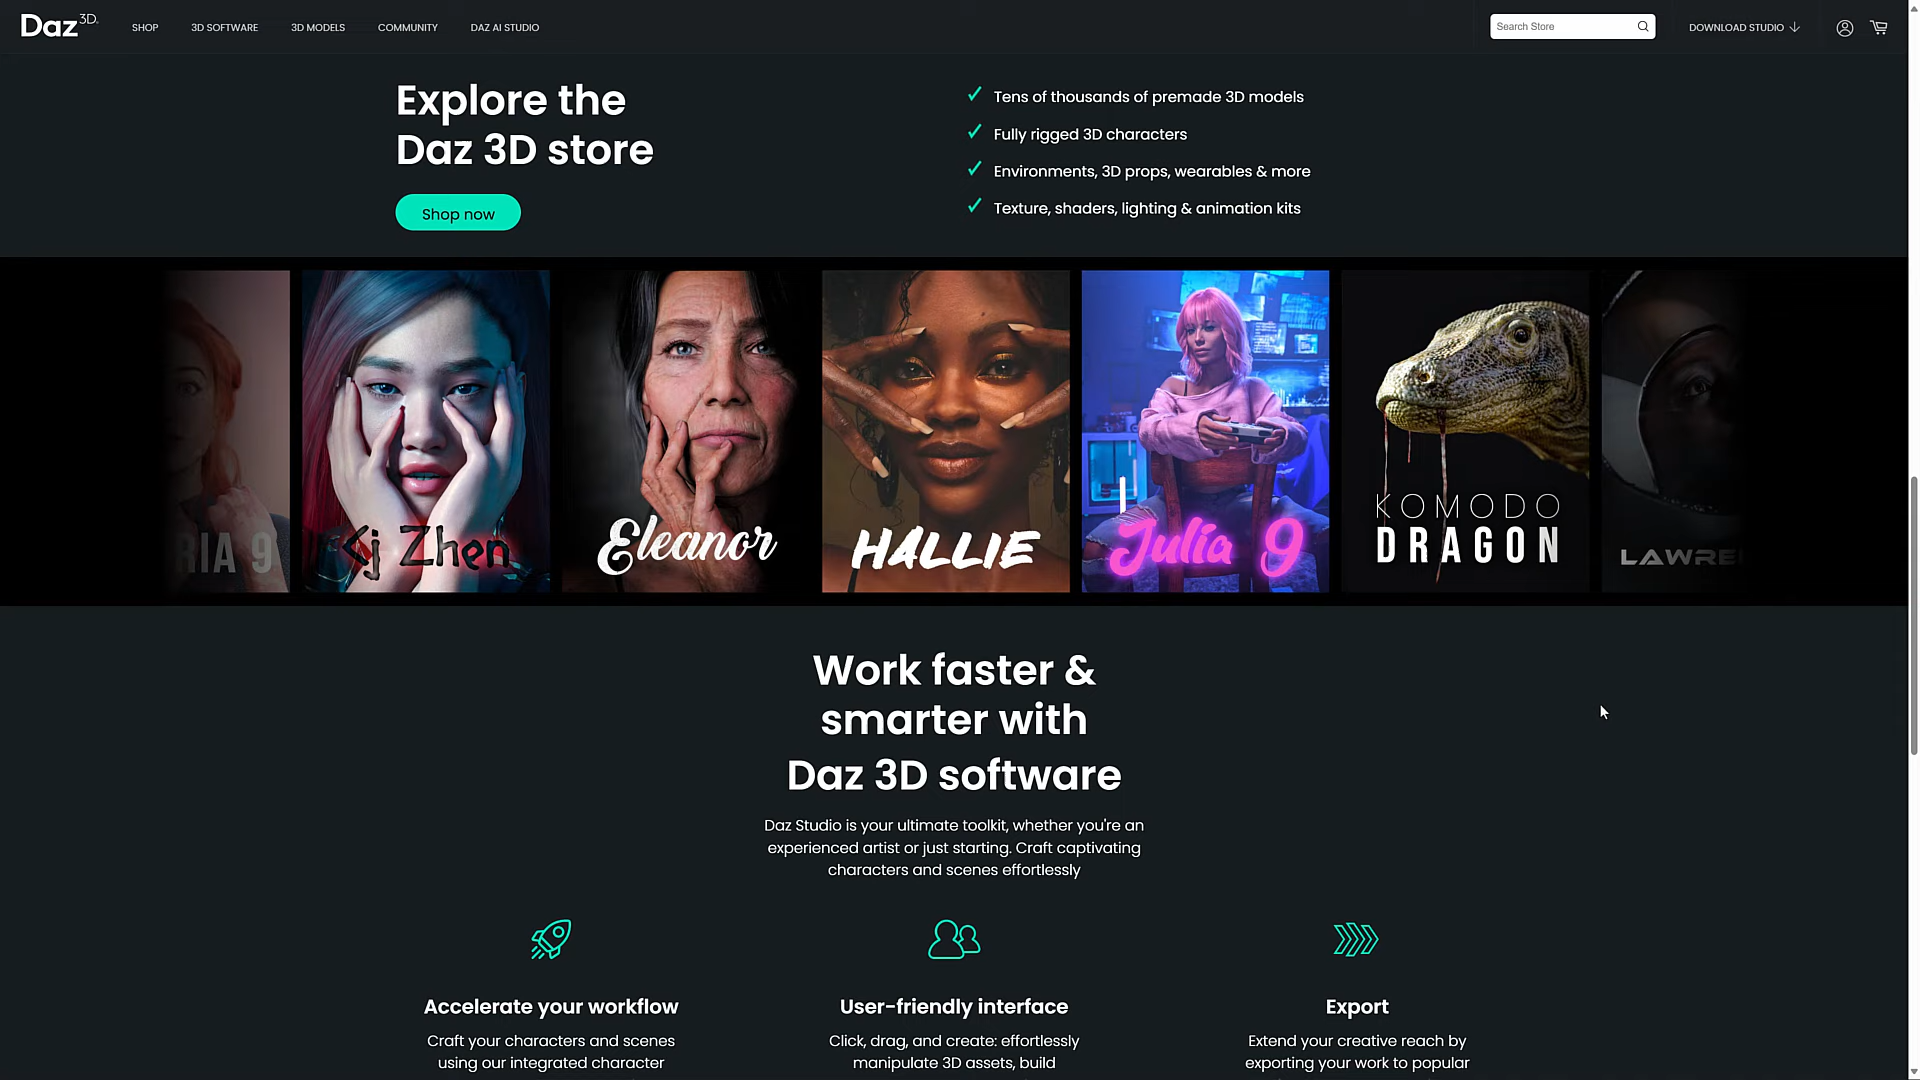 Daz 3D
SHOP
3D SOFTWARE
3D MODELS
COMMUNITY
DAZ AI STUDIO
Search Store
DOWNLOAD STUDIO
Explore the
Daz 3D store
Shop now
Tens of thousands of premade 3D models
Fully rigged 3D characters
Environments, 3D props, wearables & more
Texture, shaders, lighting & animation kits
RIA 9
Kj Zhen
Eleanor
HALLIE
Julia 9
KOMODO
DRAGON
LAWRE
Work faster &
smarter with
Daz 3D software
Daz Studio is your ultimate toolkit, whether you're an
experienced artist or just starting. Craft captivating
characters and scenes effortlessly
Accelerate your workflow
Craft your characters and scenes
using our integrated character
User-friendly interface
Click, drag, and create: effortlessly
manipulate 3D assets, build
Export
Extend your creative reach by
exporting your work to popular